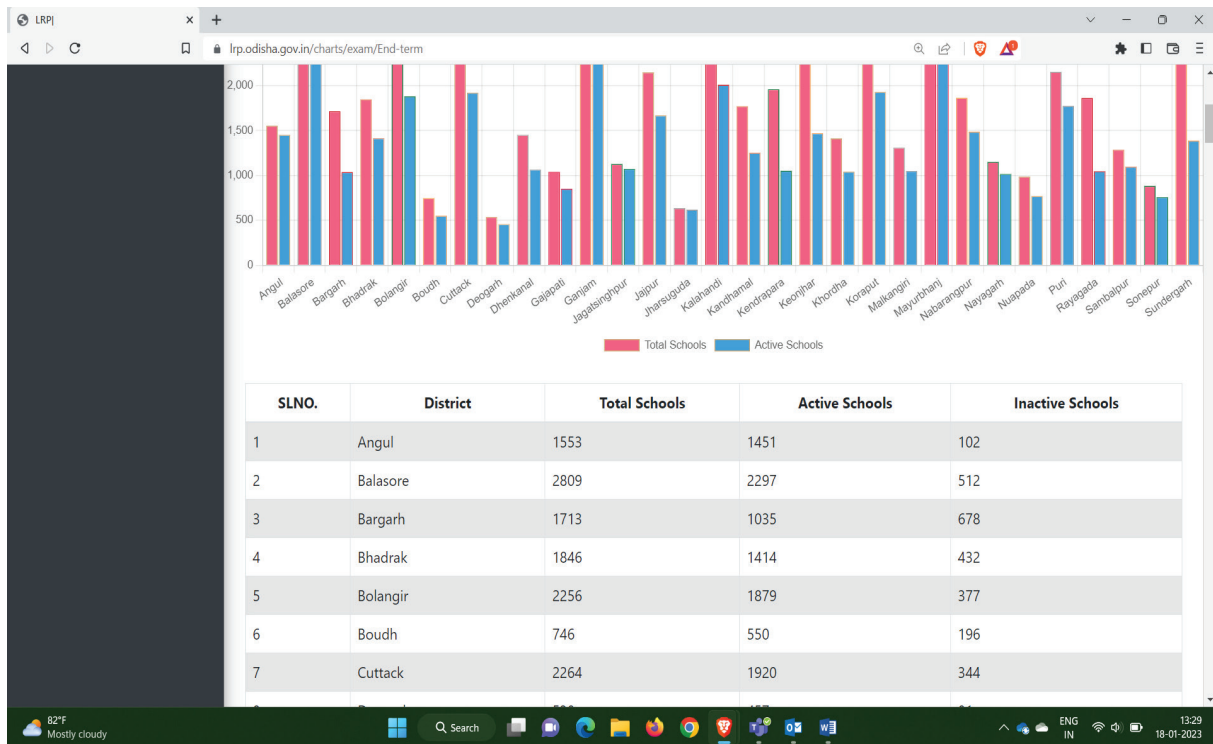 LRP|
lrp.odisha.gov.in/charts/exam/End-term
2,000
1,500
1,000
500
0
Angul Balasore Bargarh Bhadrak Bolangir Boudh Cuttack Deogarh Dhenkanal Gajapati Ganjam Jagatsinghpur Jajpur Jharsuguda Kalahandi Kandhamal Kendrapara Keonjhar Khordha Koraput Malkangiri Mayurbhanj Nabarangpur Nayagarh Nuapada Puri Rayagada Sambalpur Sonepur Sundergarh
Total Schools Active Schools
SLNO. District Total Schools Active Schools Inactive Schools
1 Angul 1553 1451 102
2 Balasore 2809 2297 512
3 Bargarh 1713 1035 678
4 Bhadrak 1846 1414 432
5 Bolangir 2256 1879 377
6 Boudh 746 550 196
7 Cuttack 2264 1920 344
82°F
Mostly cloudy
Search
ENG
IN
13:29
18-01-2023